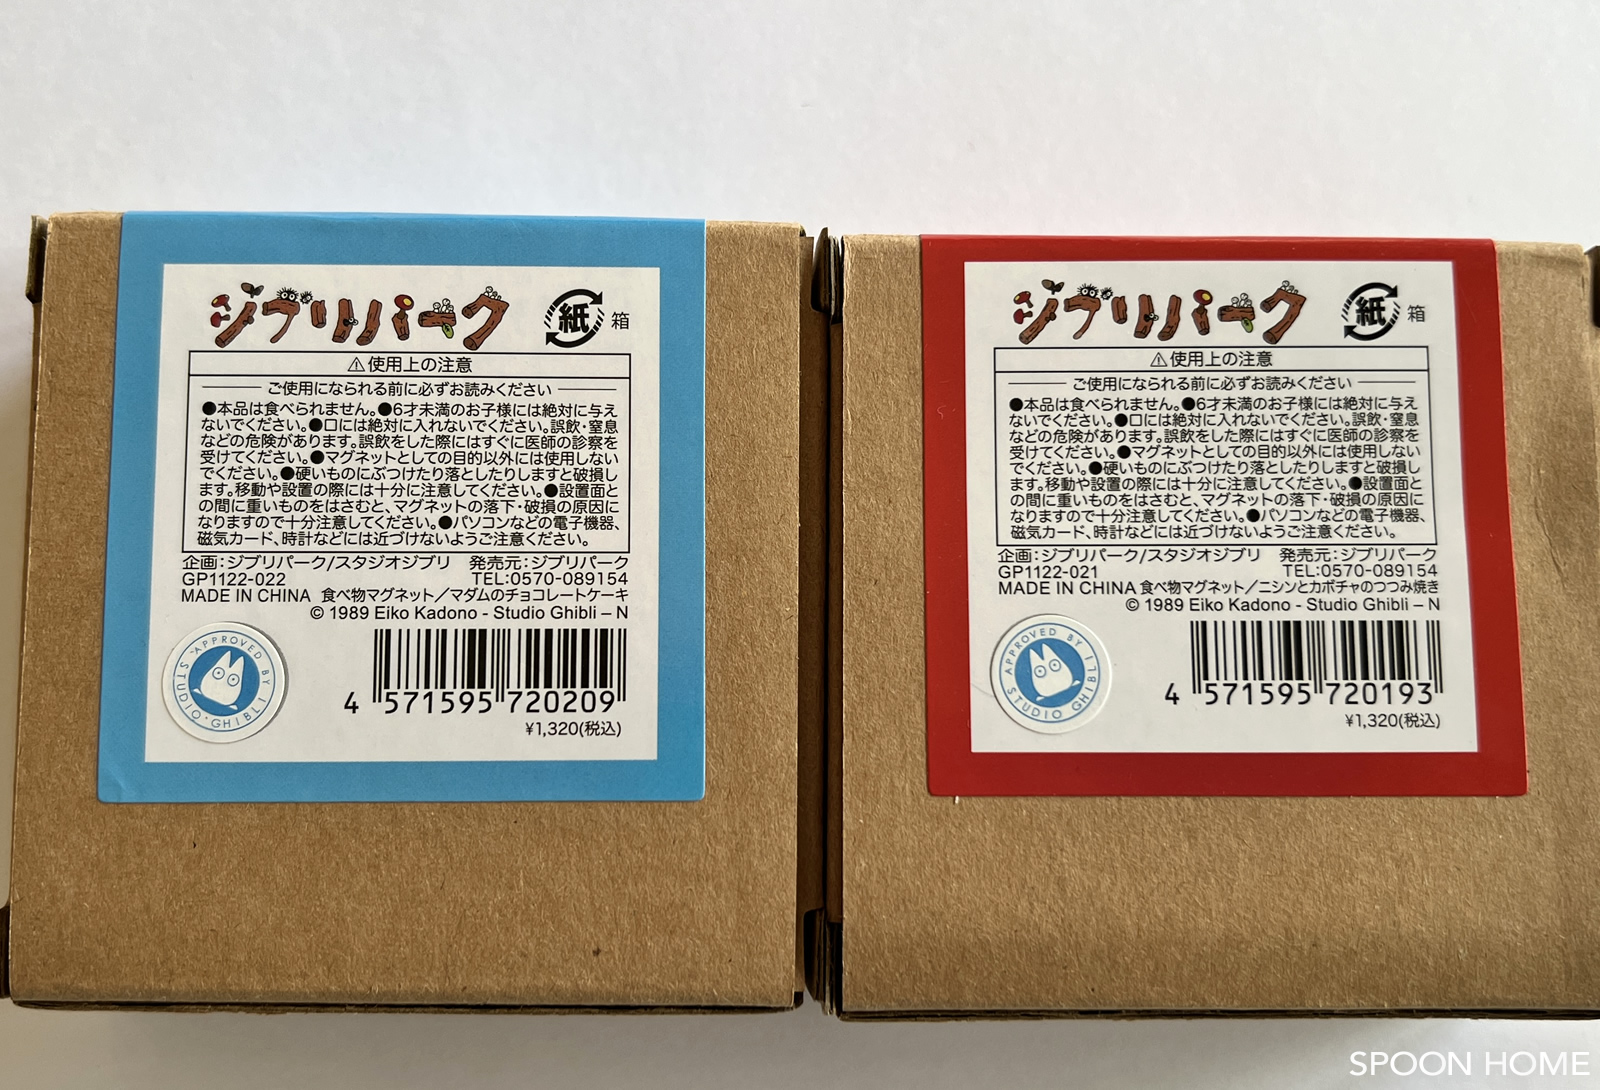 ジブリパーク
紙 箱
⚠使用上の注意
ご使用になられる前に必ずお読みください
●本品は食べられません。●6才未満のお子様には絶対に与え
ないでください。●口には絶対に入れないでください。誤飲・窒息
などの危険があります。誤飲をした際にはすぐに医師の診察を
受けてください。●マグネットとしての目的以外には使用しない
でください。●硬いものにぶつけたり落としたりしますと破損し
ます。移動や設置の際には十分に注意してください。●設置面と
の間に重いものをはさむと、マグネットの落下・破損の原因に
なりますので十分注意してください。●パソコンなどの電子機器、
磁気カード、時計などには近づけないようご注意ください。
企画：ジブリパーク/スタジオジブリ 発売元：ジブリパーク
GP1122-022 TEL:0570-089154
MADE IN CHINA 食べ物マグネット／マダムのチョコレートケーキ
© 1989 Eiko Kadono - Studio Ghibli – N
APPROVED BY STUDIO GHIBLI
4 571595 720209
¥1,320(税込)
ジブリパーク
紙 箱
⚠使用上の注意
ご使用になられる前に必ずお読みください
●本品は食べられません。●6才未満のお子様には絶対に与え
ないでください。●口には絶対に入れないでください。誤飲・窒息
などの危険があります。誤飲をした際にはすぐに医師の診察を
受けてください。●マグネットとしての目的以外には使用しない
でください。●硬いものにぶつけたり落としたりしますと破損し
ます。移動や設置の際には十分に注意してください。●設置面と
の間に重いものをはさむと、マグネットの落下・破損の原因に
なりますので十分注意してください。●パソコンなどの電子機器、
磁気カード、時計などには近づけないようご注意ください。
企画：ジブリパーク/スタジオジブリ 発売元：ジブリパーク
GP1122-021 TEL:0570-089154
MADE IN CHINA 食べ物マグネット／ニシンとカボチャのつつみ焼き
© 1989 Eiko Kadono - Studio Ghibli – N
APPROVED BY STUDIO GHIBLI
4 571595 720193
¥1,320(税込)
SPOON HOME